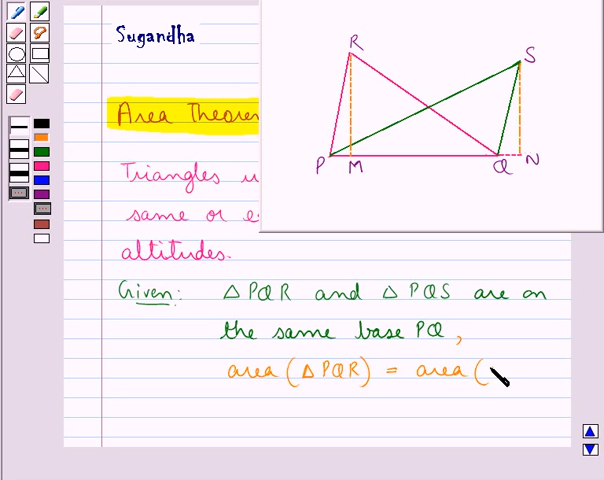 Sugandha
R
S
P M Q N
Area Theorem
Triangles
same or
altitudes.
Given: △ PQR and △ PQS are on
the same base PQ,
area (△ PQR) = area (